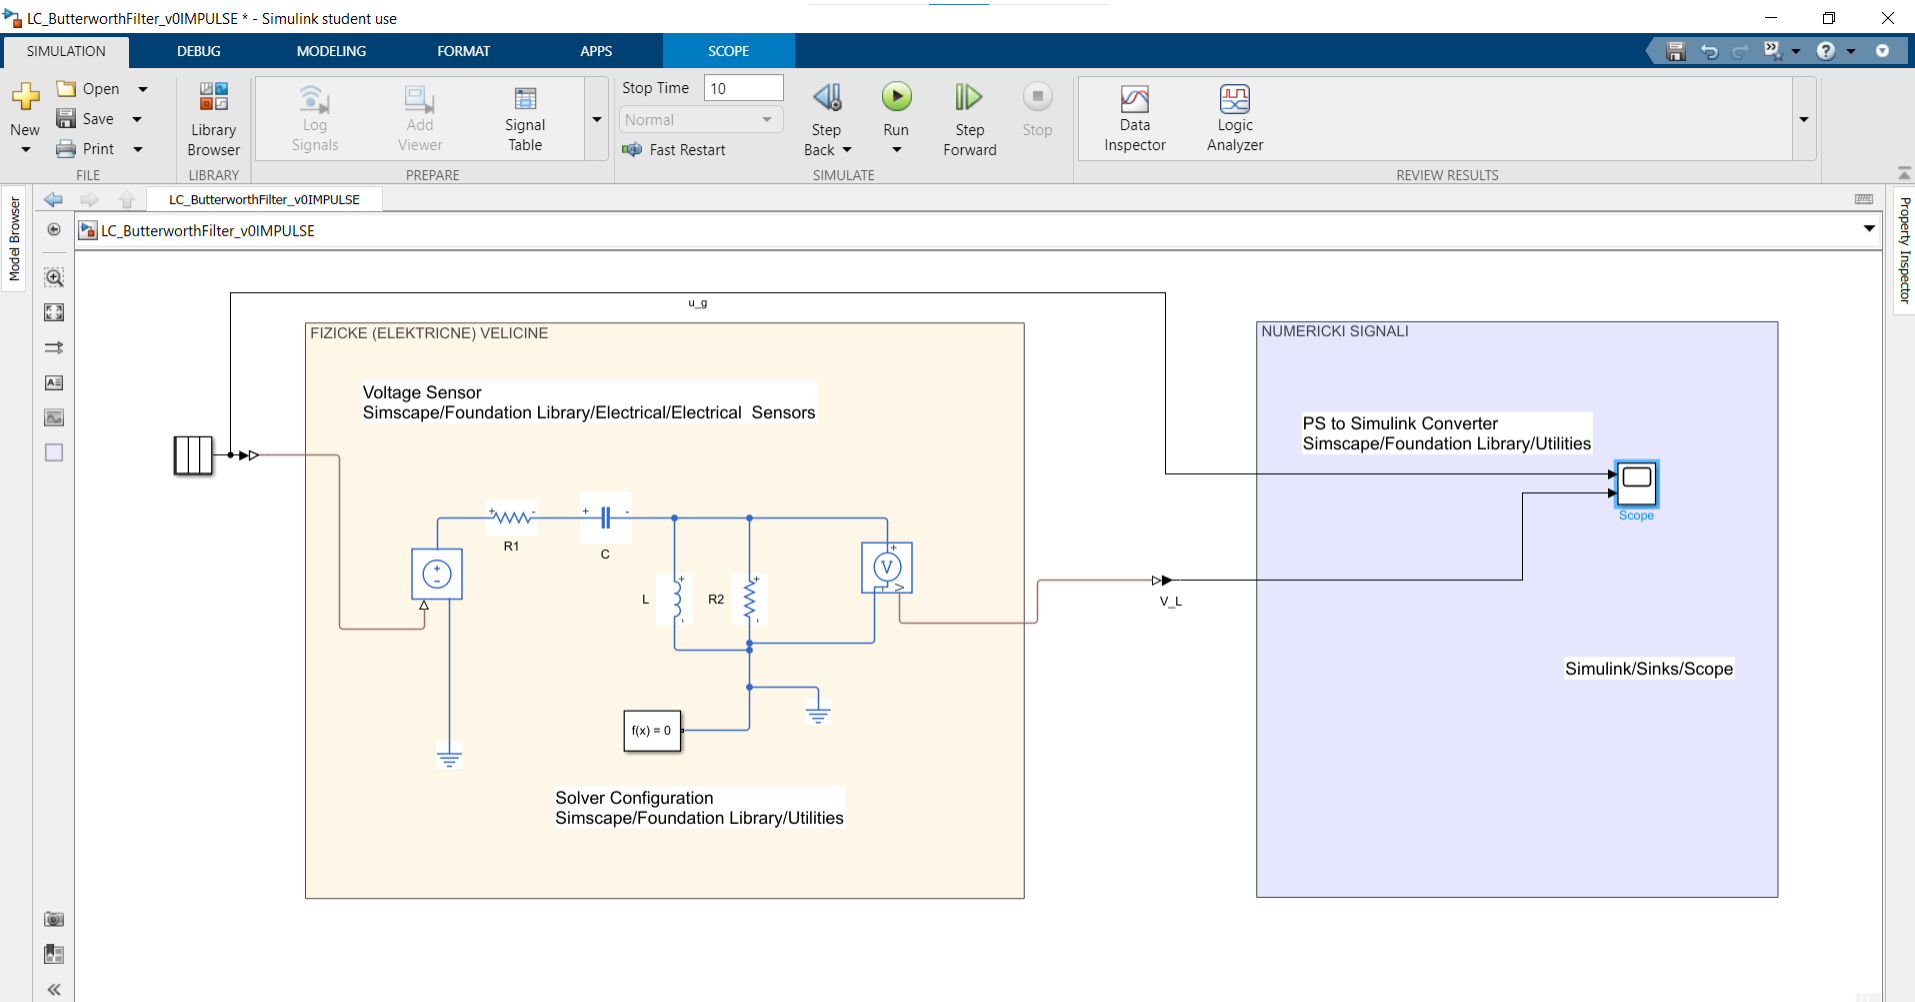 LC_ButterworthFilter_v0IMPULSE * - Simulink student use
SIMULATION DEBUG MODELING FORMAT APPS SCOPE
New
Open
Save
Print
FILE
Library Browser
LIBRARY
Log Signals
Add Viewer
Signal Table
PREPARE
Stop Time 10
Normal
Fast Restart
Step Back
Run
Step Forward
Stop
SIMULATE
Data Inspector
Logic Analyzer
REVIEW RESULTS
Model Browser
LC_ButterworthFilter_v0IMPULSE
Property Inspector
LC_ButterworthFilter_v0IMPULSE
u_g
FIZICKE (ELEKTRICNE) VELICINE
NUMERICKI SIGNALI
Voltage Sensor
Simscape/Foundation Library/Electrical/Electrical Sensors
PS to Simulink Converter
Simscape/Foundation Library/Utilities
Scope
R1
C
V
L
R2
V
V_L
Simulink/Sinks/Scope
f(x) = 0
Solver Configuration
Simscape/Foundation Library/Utilities